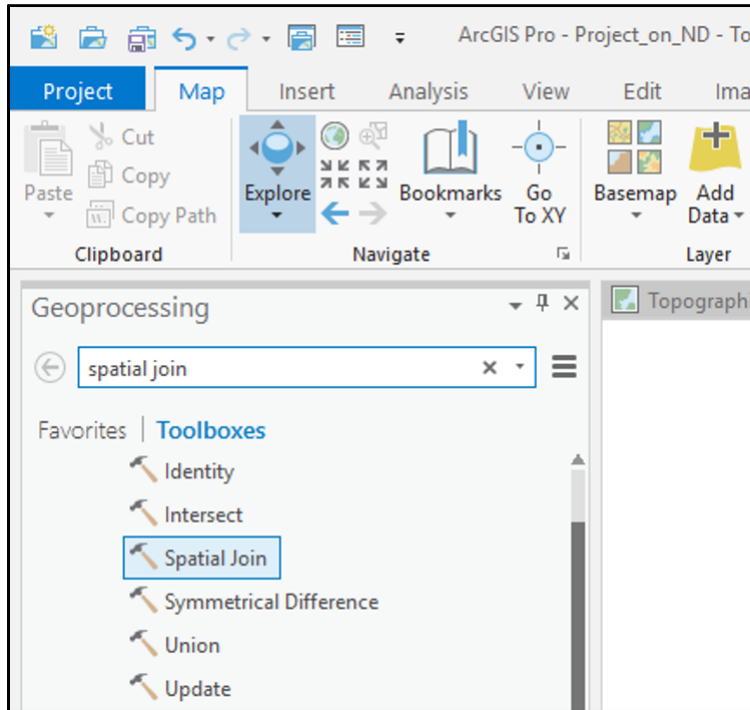 ArcGIS Pro - Project_on_ND - To
Project Map Insert Analysis View Edit Ima
Paste
Cut
Copy
Copy Path
Clipboard
Explore
Bookmarks
Go
To XY
Navigate
Basemap
Add
Data
Layer
Geoprocessing
Topographi
spatial join
Favorites | Toolboxes
Identity
Intersect
Spatial Join
Symmetrical Difference
Union
Update